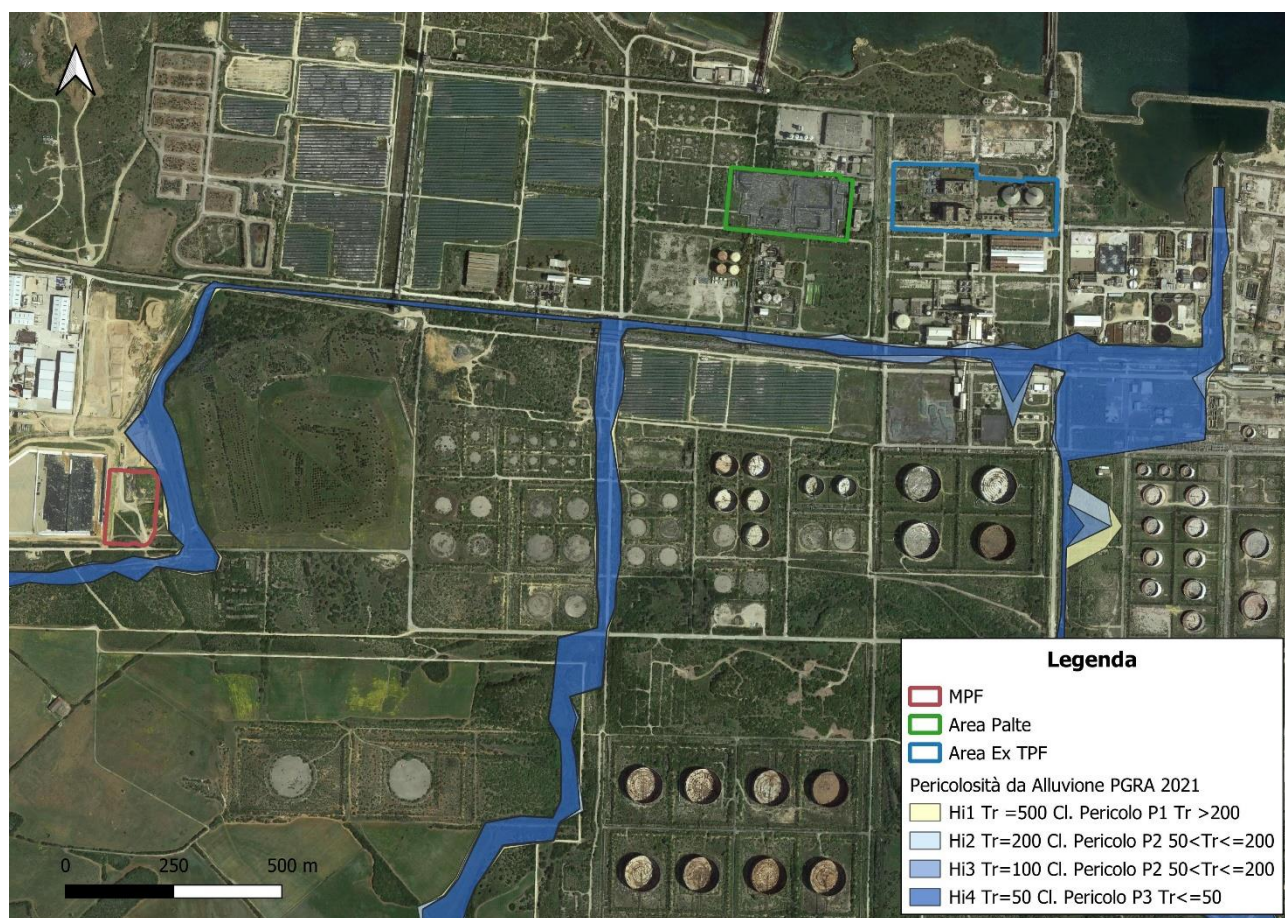 Legenda
MPF
Area Palte
Area Ex TPF
Pericolosità da Alluvione PGRA 2021
Hi1 Tr =500 Cl. Pericolo P1 Tr >200
Hi2 Tr=200 Cl. Pericolo P2 50<Tr<=200
Hi3 Tr=100 Cl. Pericolo P2 50<Tr<=200
Hi4 Tr=50 Cl. Pericolo P3 Tr<=50
0 250 500 m